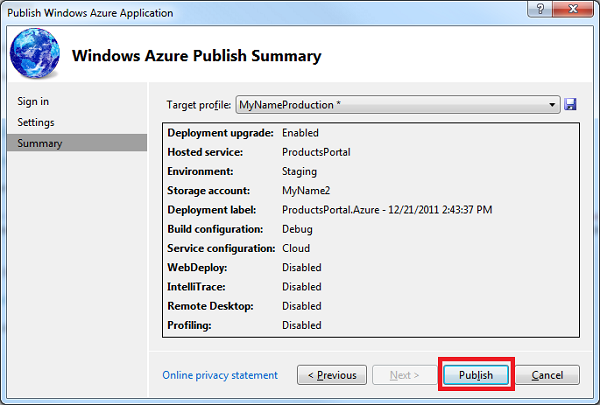 Publish Windows Azure Application
Windows Azure Publish Summary
Sign in
Settings
Summary
Target profile: MyNameProduction *
Deployment upgrade: Enabled
Hosted service: ProductsPortal
Environment: Staging
Storage account: MyName2
Deployment label: ProductsPortal.Azure - 12/21/2011 2:43:37 PM
Build configuration: Debug
Service configuration: Cloud
WebDeploy: Disabled
IntelliTrace: Disabled
Remote Desktop: Disabled
Profiling: Disabled
Online privacy statement < Previous Next > Publish Cancel